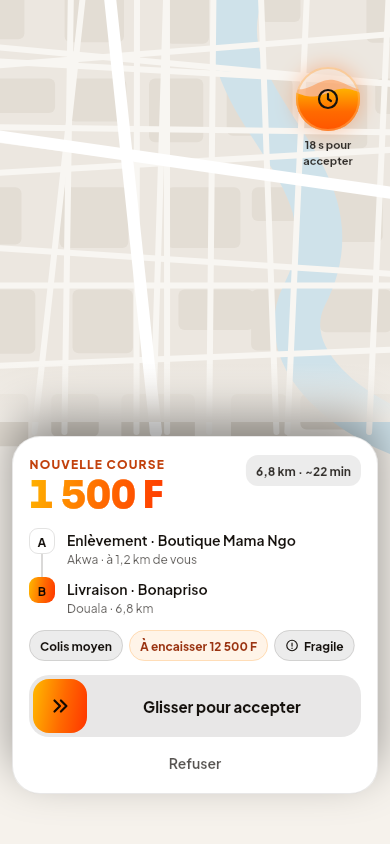 18 s pour
accepter
NOUVELLE COURSE
1 500 F
6,8 km · ~22 min
A
Enlèvement · Boutique Mama Ngo
Akwa · à 1,2 km de vous
B
Livraison · Bonapriso
Douala · 6,8 km
Colis moyen
À encaisser 12 500 F
Fragile
Glisser pour accepter
Refuser